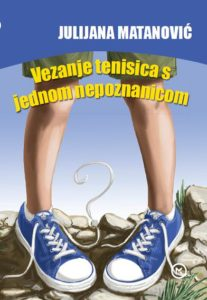 JULIJANA MATANOVIĆ
Vezanje tenisica s
jednom nepoznanicom